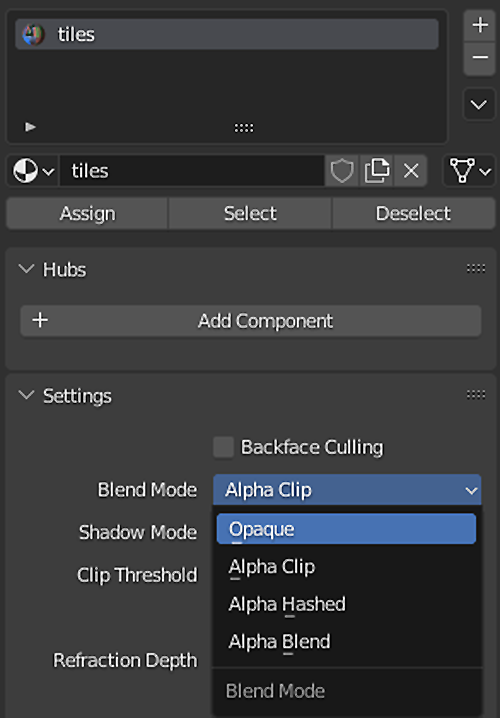 tiles
tiles
Assign Select Deselect
Hubs
+ Add Component
Settings
Backface Culling
Blend Mode Alpha Clip
Shadow Mode Opaque
Clip Threshold Alpha Clip
Alpha Hashed
Alpha Blend
Refraction Depth
Blend Mode